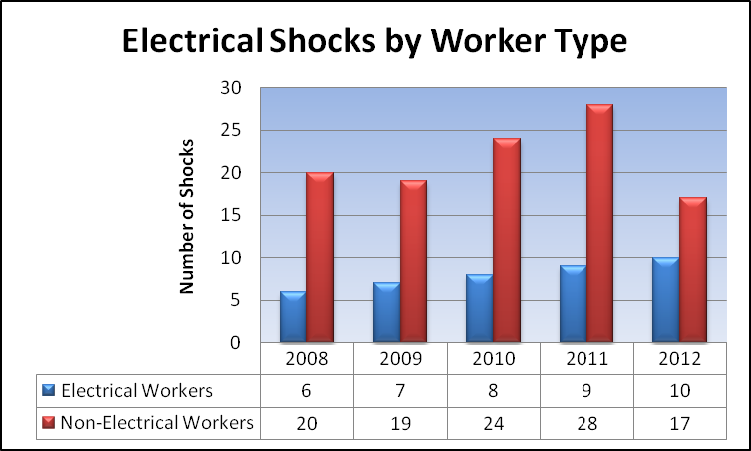 Electrical Shocks by Worker Type
Number of Shocks
30
25
20
15
10
5
0
2008 2009 2010 2011 2012
Electrical Workers 6 7 8 9 10
Non-Electrical Workers 20 19 24 28 17